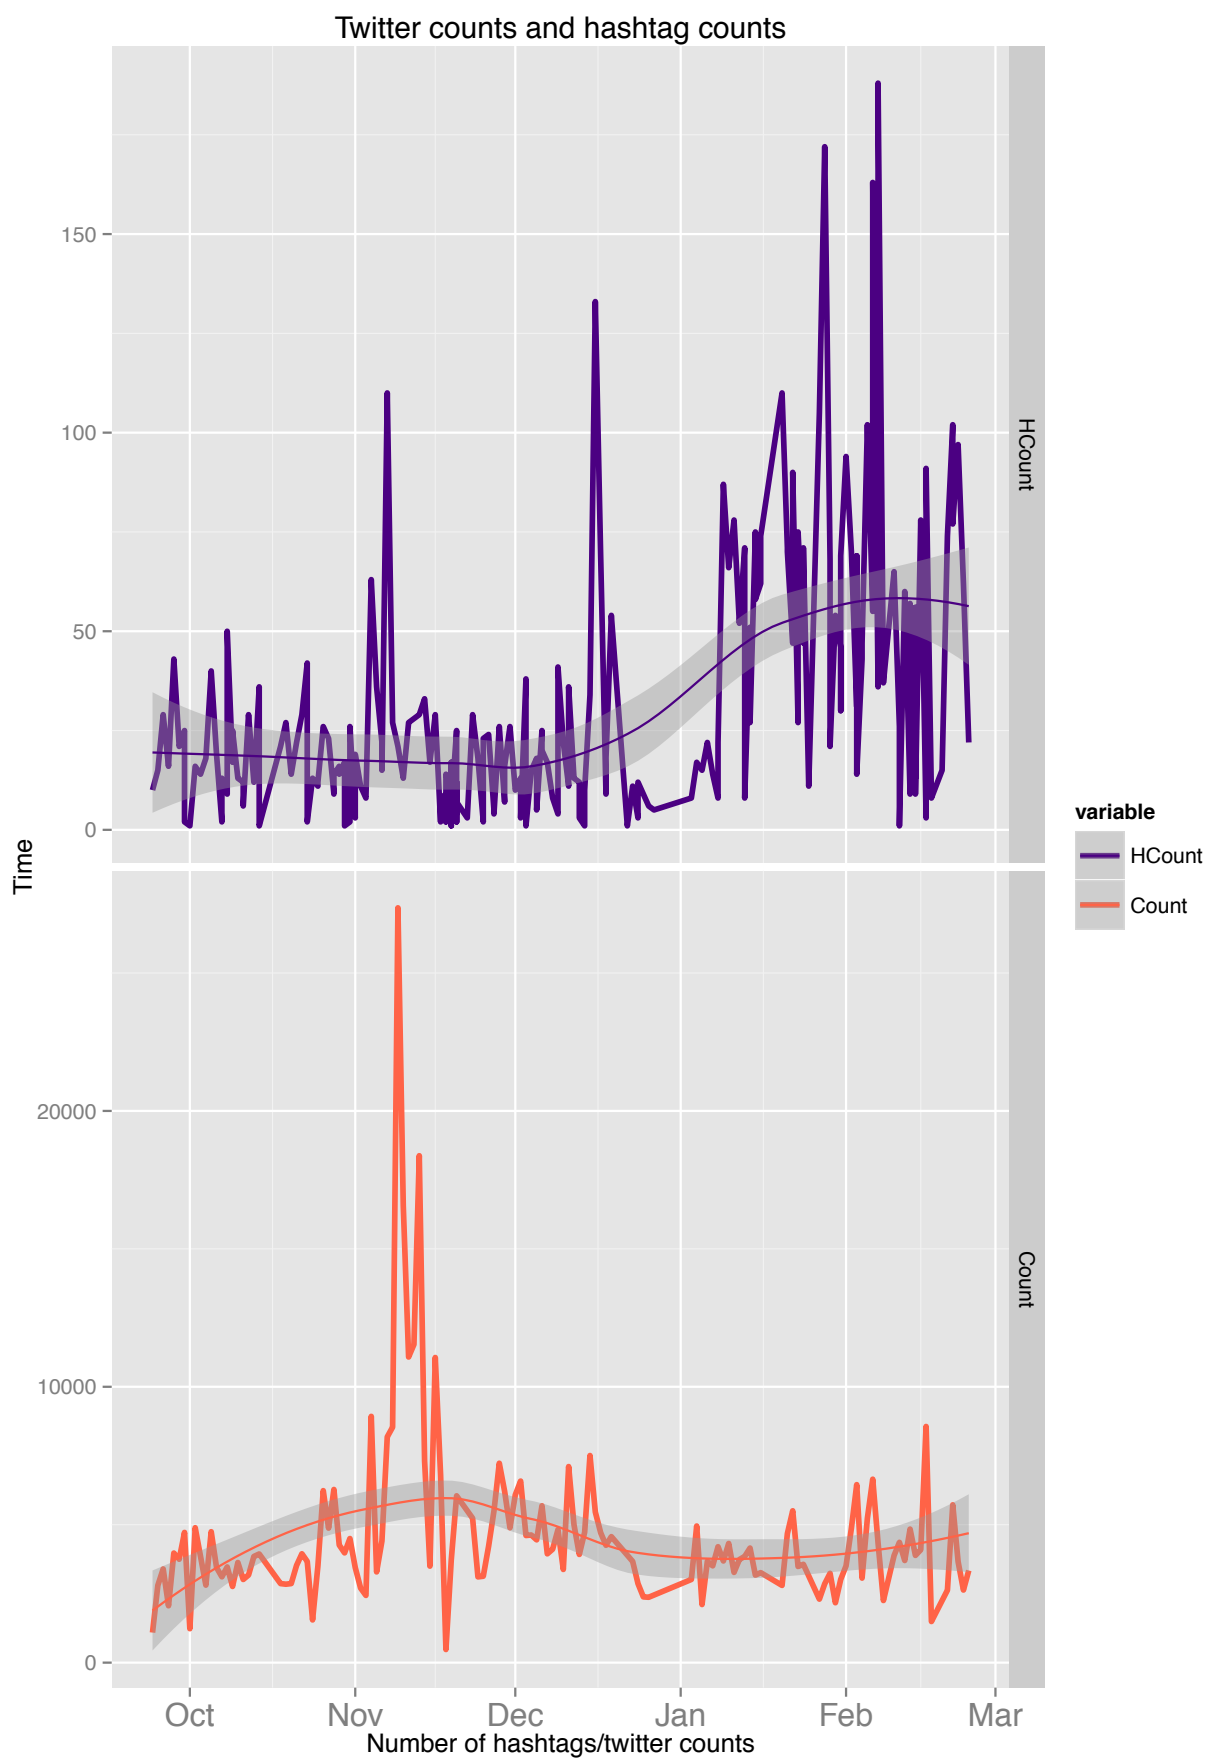 Twitter counts and hashtag counts
150
100
50
0
HCount
20000
10000
0
Count
Time
Oct Nov Dec Jan Feb Mar
Number of hashtags/twitter counts
variable
HCount
Count